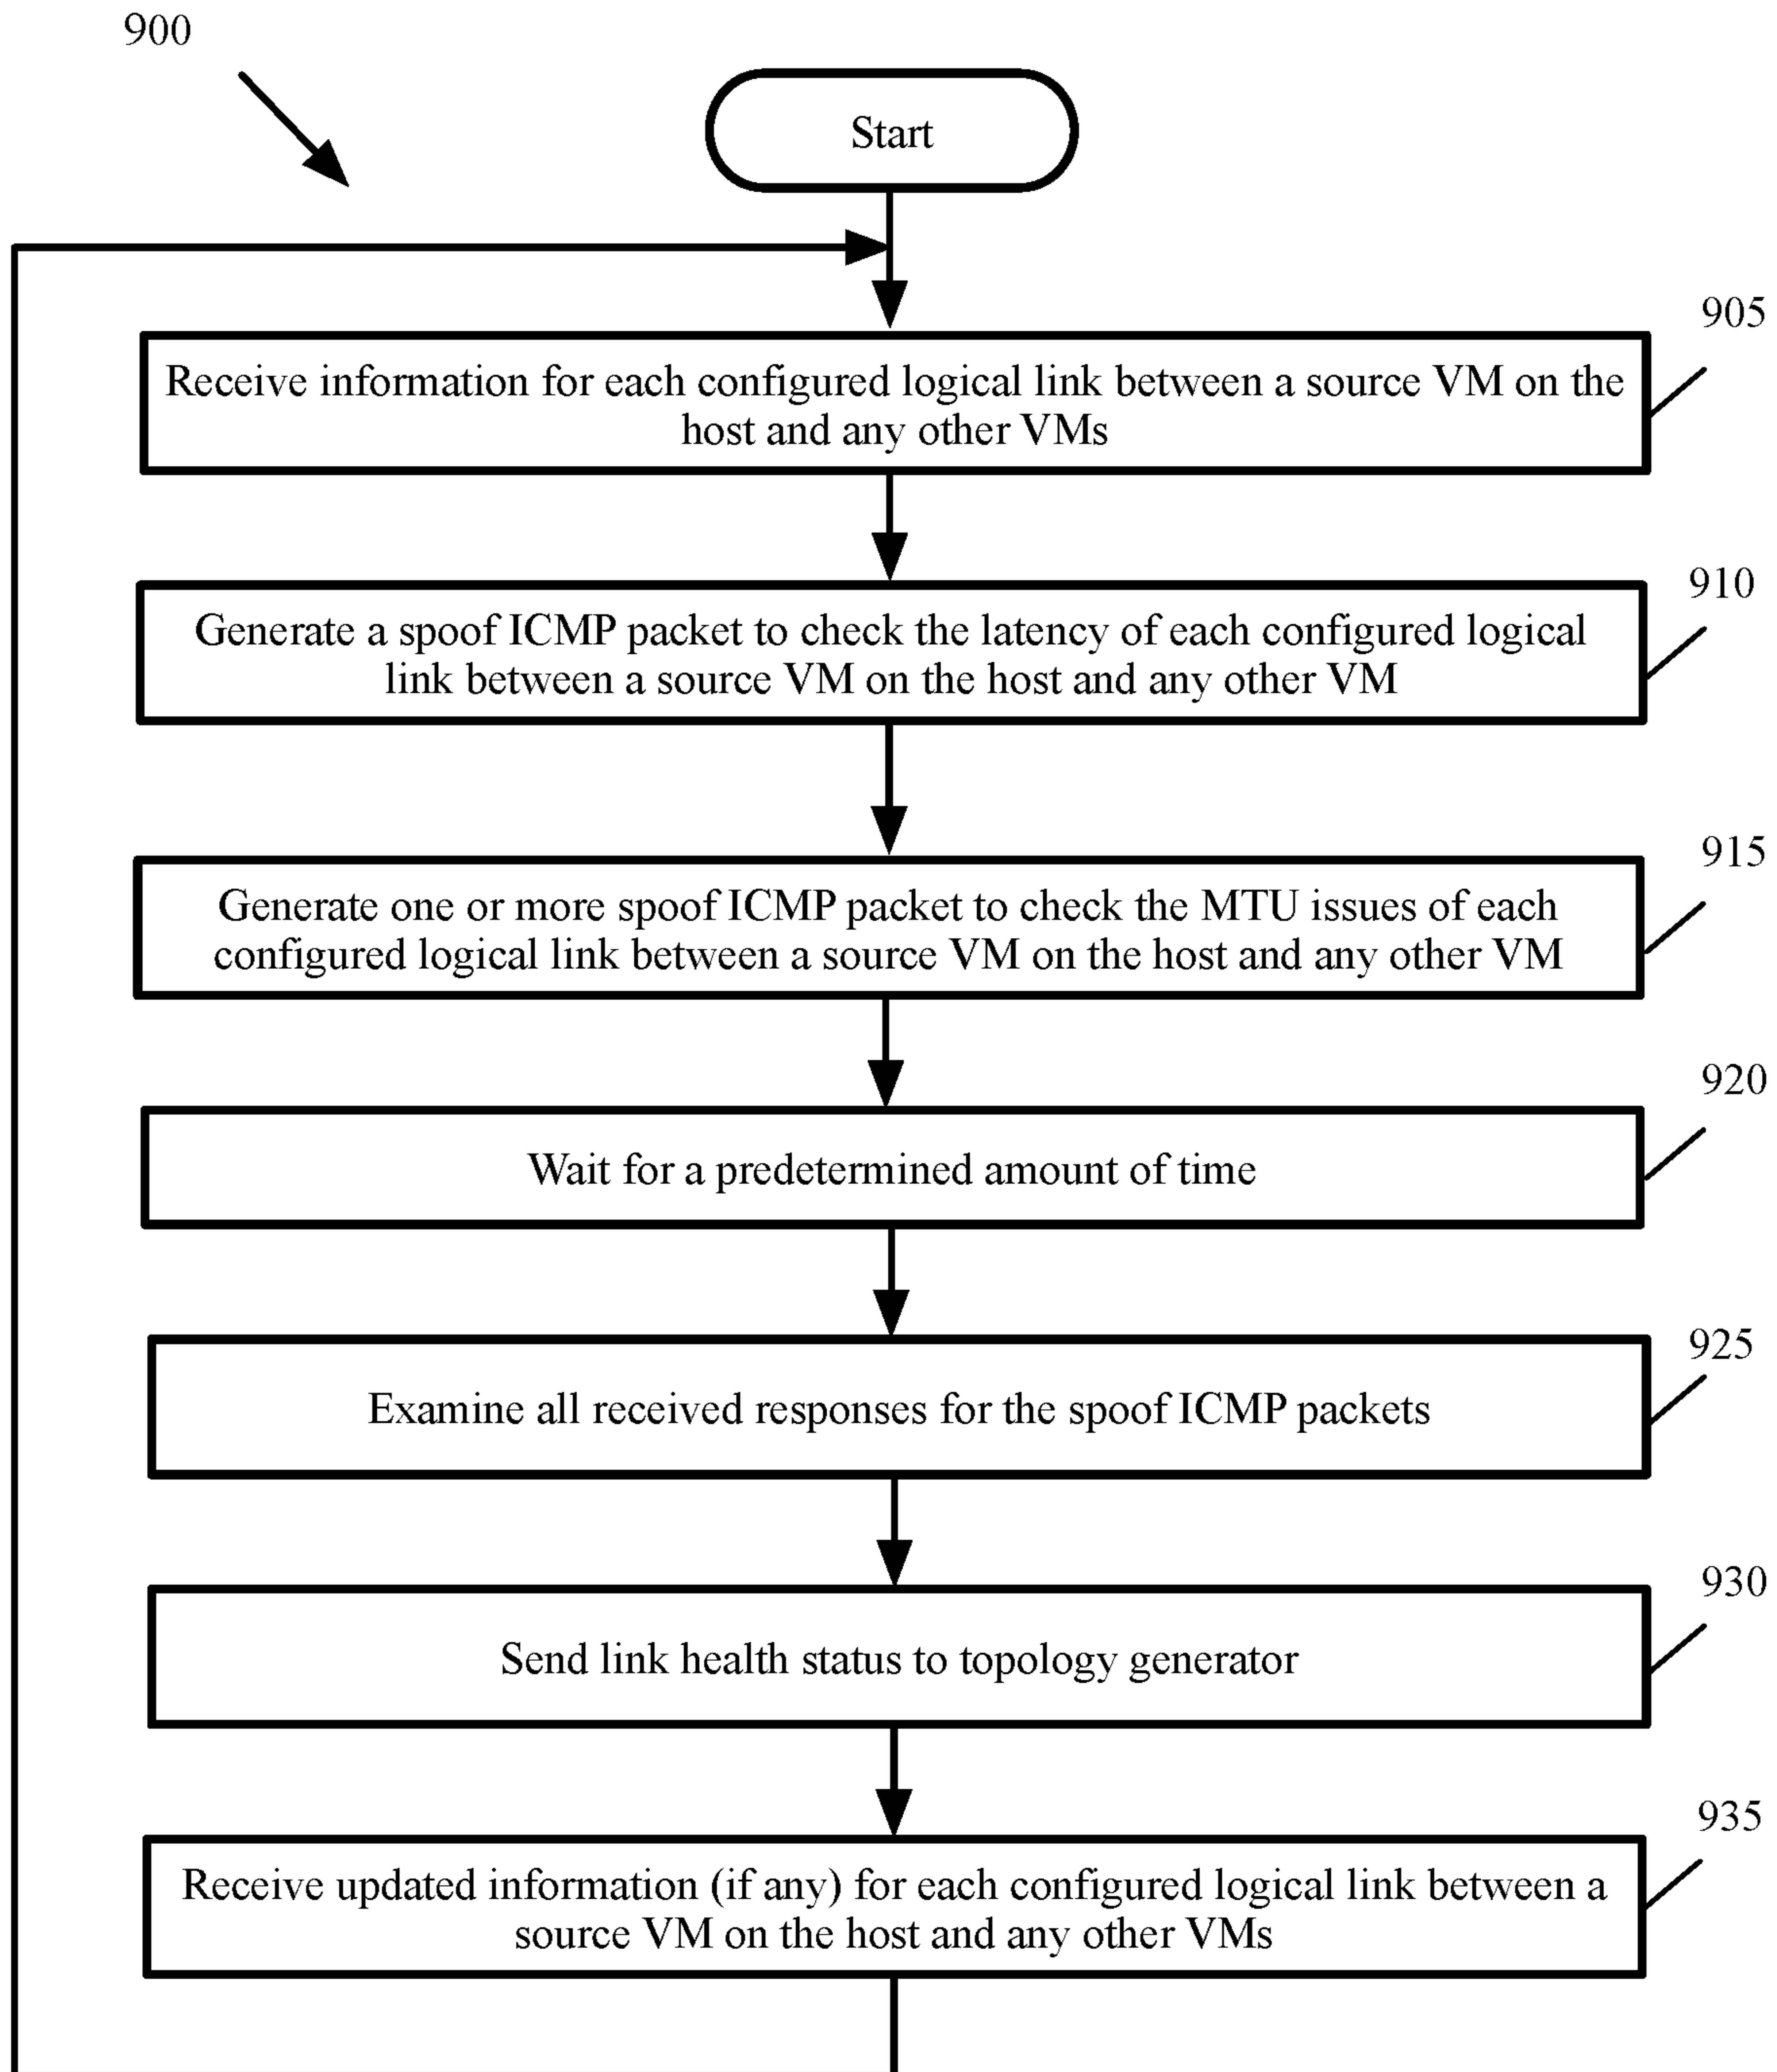 900
Start
905
Receive information for each configured logical link between a source VM on the
host and any other VMs
910
Generate a spoof ICMP packet to check the latency of each configured logical
link between a source VM on the host and any other VM
915
Generate one or more spoof ICMP packet to check the MTU issues of each
configured logical link between a source VM on the host and any other VM
920
Wait for a predetermined amount of time
925
Examine all received responses for the spoof ICMP packets
930
Send link health status to topology generator
935
Receive updated information (if any) for each configured logical link between a
source VM on the host and any other VMs